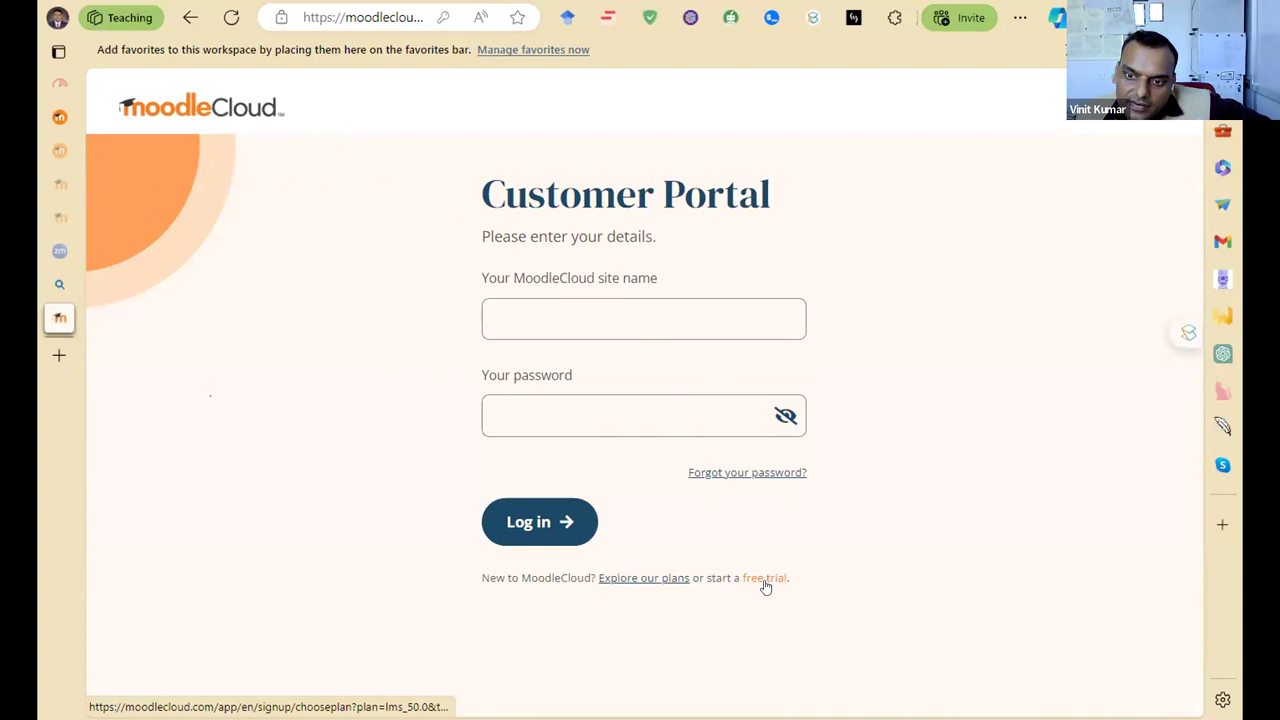 Teaching
https://moodleclou...
Invite
Add favorites to this workspace by placing them here on the favorites bar. Manage favorites now
Vinit Kumar
moodleCloud™
Customer Portal
Please enter your details.
Your MoodleCloud site name
Your password
Forgot your password?
Log in
New to MoodleCloud? Explore our plans or start a free trial.
zm
https://moodlecloud.com/app/en/signup/chooseplan?plan=lms_50.0&t...